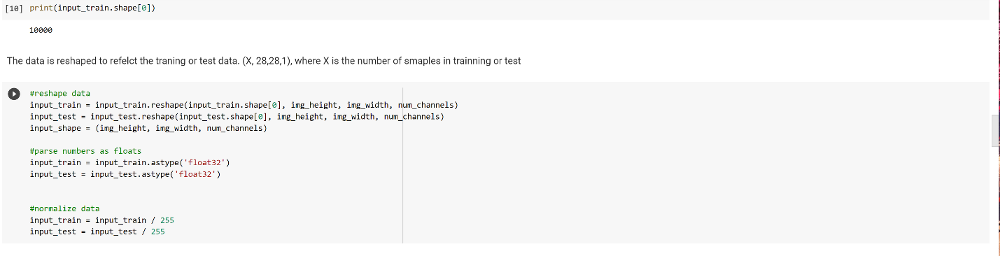 [10] print(input_train.shape[0])
10000
The data is reshaped to refelct the traning or test data. (X, 28,28,1), where X is the number of smaples in trainning or test
#reshape data
input_train = input_train.reshape(input_train.shape[0], img_height, img_width, num_channels)
input_test = input_test.reshape(input_test.shape[0], img_height, img_width, num_channels)
input_shape = (img_height, img_width, num_channels)
#parse numbers as floats
input_train = input_train.astype('float32')
input_test = input_test.astype('float32')
#normalize data
input_train = input_train / 255
input_test = input_test / 255